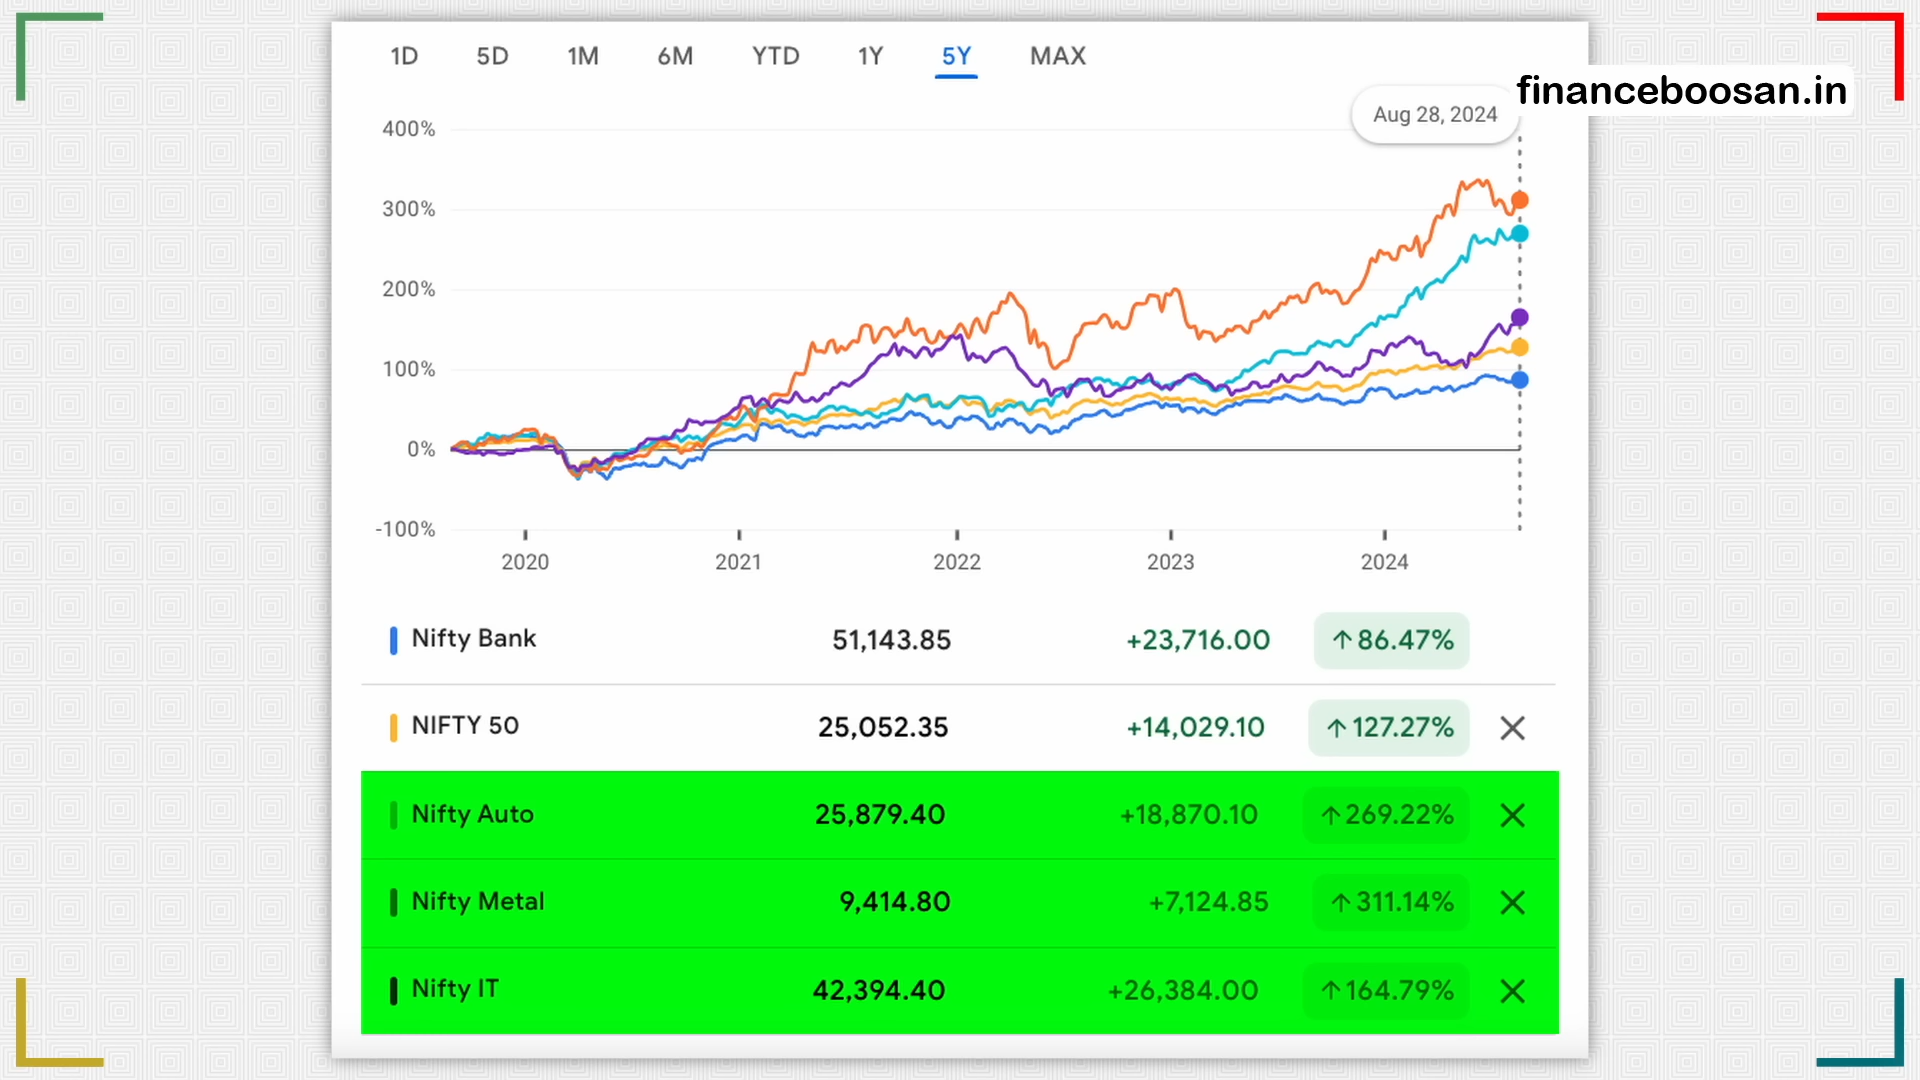 1D 5D 1M 6M YTD 1Y 5Y MAX
financeboosan.in
Aug 28, 2024
400%
300%
200%
100%
0%
-100%
2020 2021 2022 2023 2024
Nifty Bank 51,143.85 +23,716.00 ↑86.47%
NIFTY 50 25,052.35 +14,029.10 ↑127.27% ✕
Nifty Auto 25,879.40 +18,870.10 ↑269.22% ✕
Nifty Metal 9,414.80 +7,124.85 ↑311.14% ✕
Nifty IT 42,394.40 +26,384.00 ↑164.79% ✕